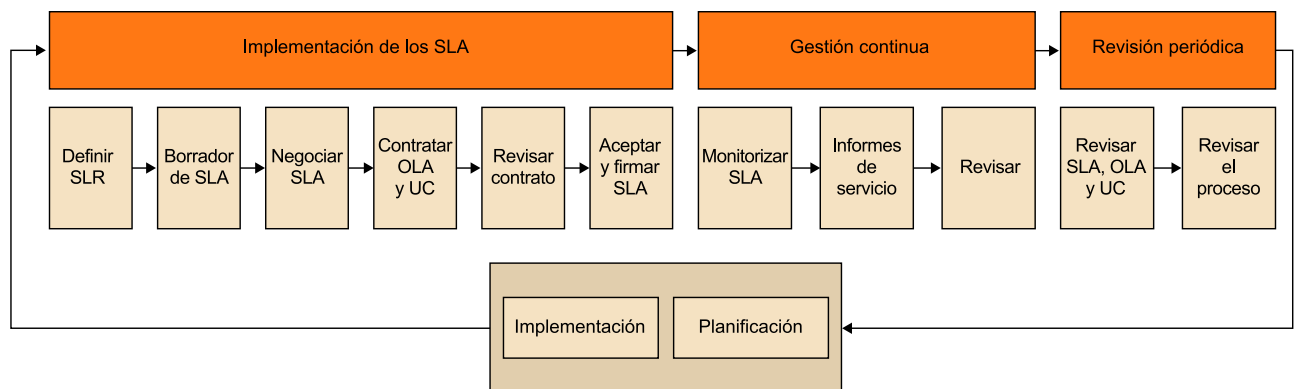 Implementación de los SLA
Gestión continua
Revisión periódica
Definir
SLR
Borrador
de SLA
Negociar
SLA
Contratar
OLA
y UC
Revisar
contrato
Aceptar
y firmar
SLA
Monitorizar
SLA
Informes
de
servicio
Revisar
Revisar
SLA, OLA
y UC
Revisar
el
proceso
Implementación
Planificación